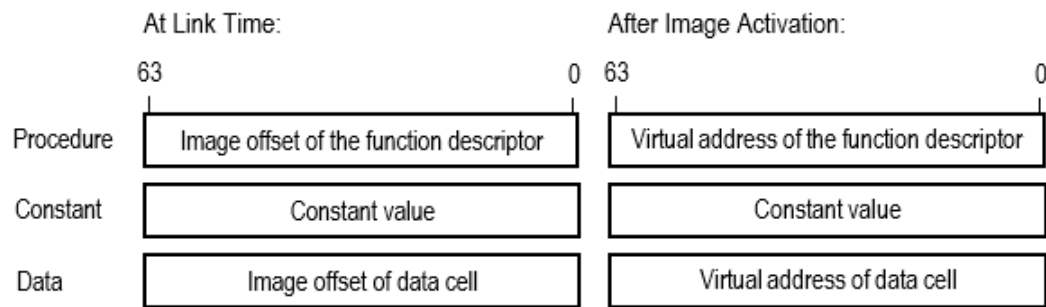 At Link Time: After Image Activation:
63 0 63 0
Procedure Image offset of the function descriptor Virtual address of the function descriptor
Constant Constant value Constant value
Data Image offset of data cell Virtual address of data cell